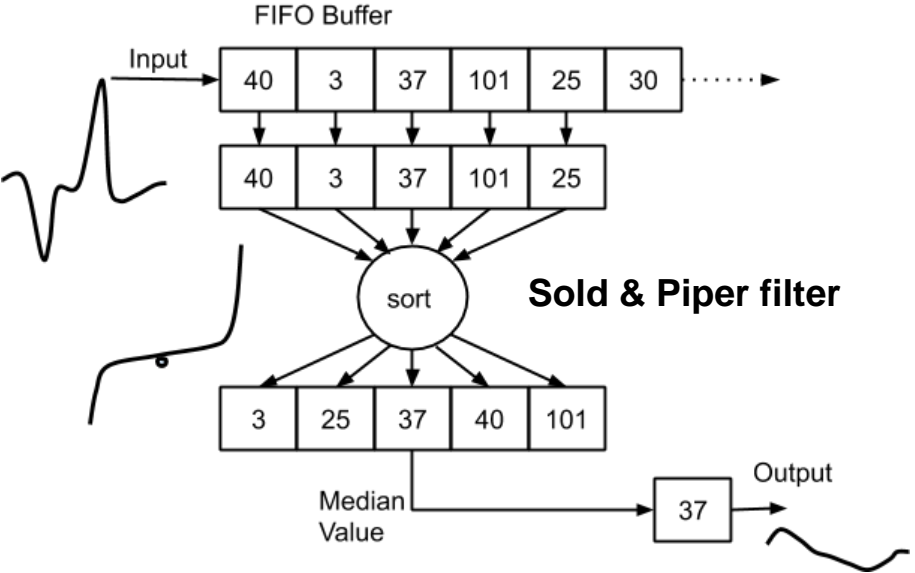 FIFO Buffer
Input
40 3 37 101 25 30
40 3 37 101 25
sort
Sold & Piper filter
3 25 37 40 101
Median
Value
37
Output